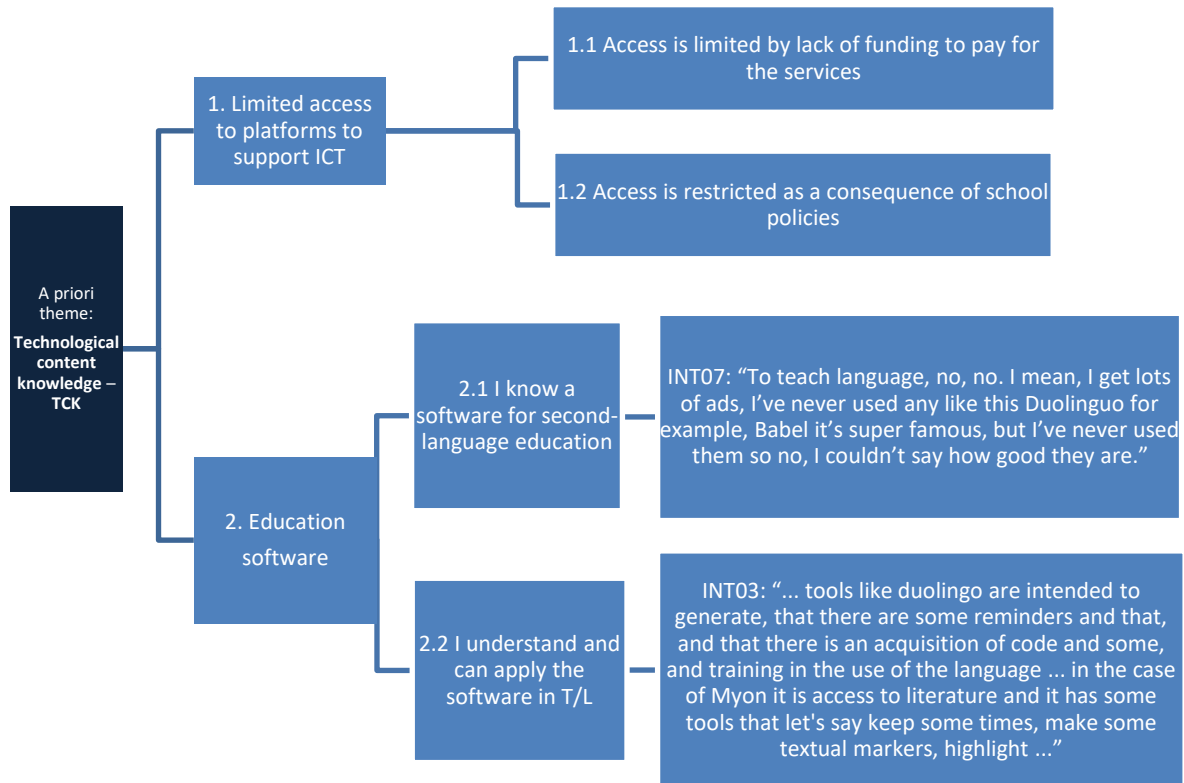 A priori
theme:
Technological
content
knowledge –
TCK
1. Limited access
to platforms to
support ICT
1.1 Access is limited by lack of funding to pay for
the services
1.2 Access is restricted as a consequence of school
policies
2. Education
software
2.1 I know a
software for second-
language education
INT07: “To teach language, no, no. I mean, I get lots
of ads, I’ve never used any like this Duolinguo for
example, Babel it’s super famous, but I’ve never used
them so no, I couldn’t say how good they are.”
2.2 I understand and
can apply the
software in T/L
INT03: “... tools like duolingo are intended to
generate, that there are some reminders and that,
and that there is an acquisition of code and some,
and training in the use of the language ... in the case
of Myon it is access to literature and it has some
tools that let's say keep some times, make some
textual markers, highlight ...”